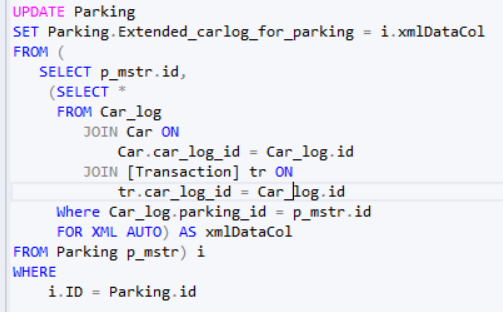 UPDATE Parking
SET Parking.Extended_carlog_for_parking = i.xmlDataCol
FROM (
SELECT p_mstr.id,
(SELECT *
FROM Car_log
JOIN Car ON
Car.car_log_id = Car_log.id
JOIN [Transaction] tr ON
tr.car_log_id = Car_log.id
Where Car_log.parking_id = p_mstr.id
FOR XML AUTO) AS xmlDataCol
FROM Parking p_mstr) i
WHERE
i.ID = Parking.id